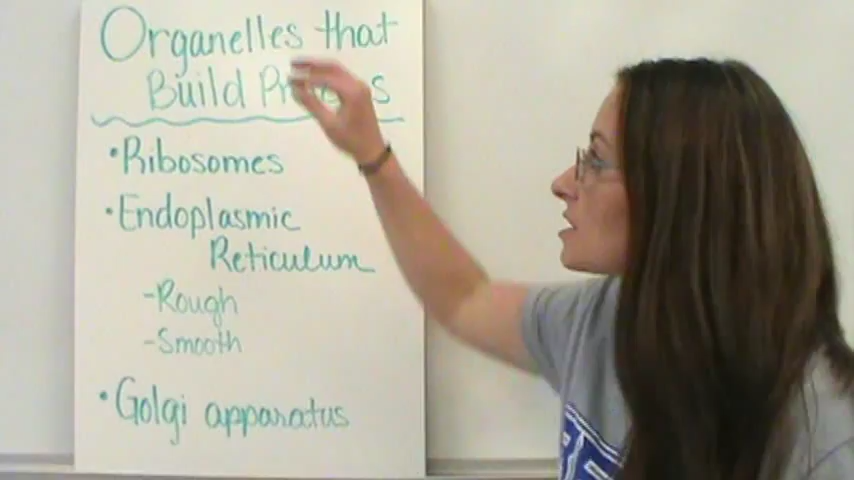 Organelles that
Build
• Ribosomes
• Endoplasmic
Reticulum
- Rough
- Smooth
• Golgi apparatus